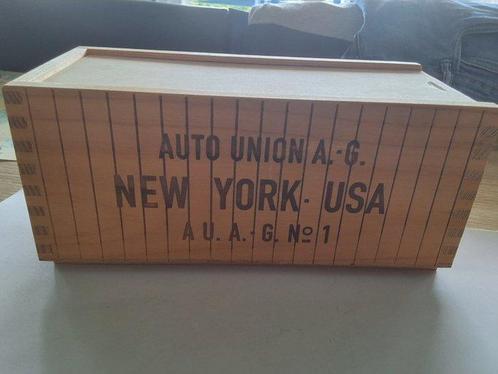 AUTO UNION A.-G.
NEW YORK- USA
A U. A.- G. Nº 1